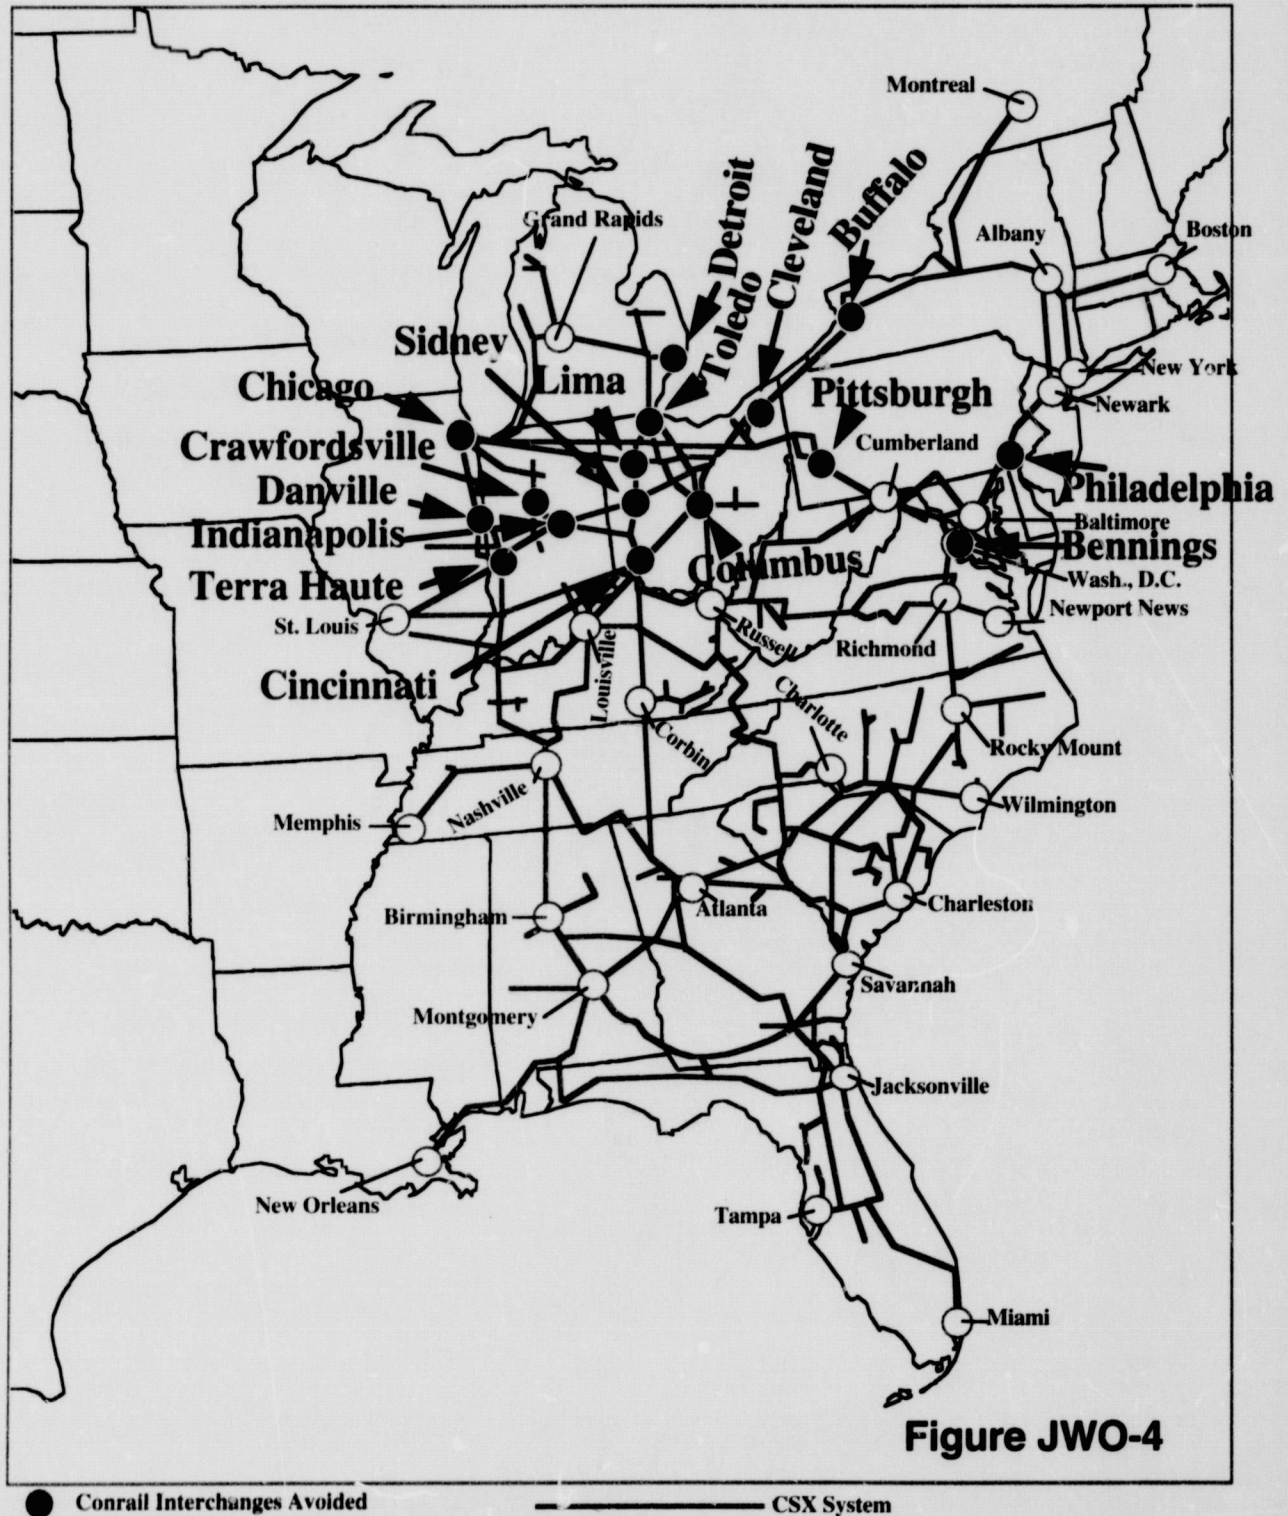 Montreal
Detroit
Cleveland
Buffalo
Toledo
Grand Rapids
Albany
Boston
Sidney
Chicago
Lima
Pittsburgh
New York
Newark
Crawfordsville
Cumberland
Danville
Philadelphia
Indianapolis
Baltimore
Columbus
Bennings
Terra Haute
Wash., D.C.
St. Louis
Newport News
Russell
Richmond
Louisville
Cincinnati
Charlotte
Corbin
Rocky Mount
Nashville
Memphis
Wilmington
Birmingham
Atlanta
Charleston
Savannah
Montgomery
Jacksonville
New Orleans
Tampa
Miami
Figure JWO-4
Conrail Interchanges Avoided
CSX System